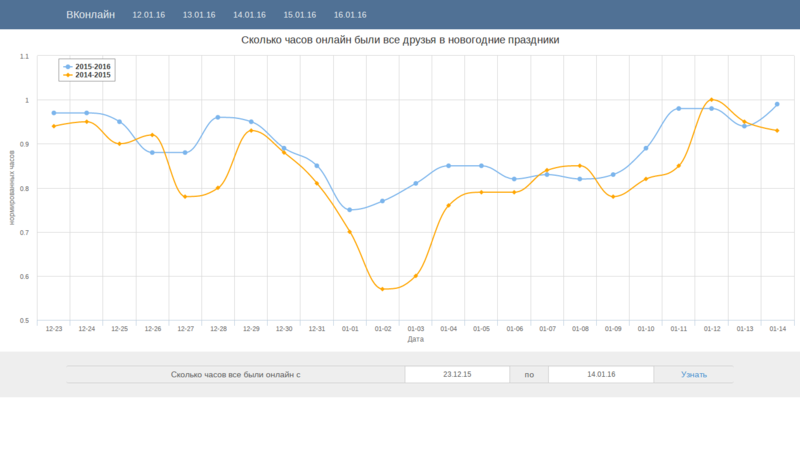 ВКонлайн 12.01.16 13.01.16 14.01.16 15.01.16 16.01.16
Сколько часов онлайн были все друзья в новогодние праздники
2015-2016
2014-2015
нормированных часов
1.1
1
0.9
0.8
0.7
0.6
0.5
12-23 12-24 12-25 12-26 12-27 12-28 12-29 12-30 12-31 01-01 01-02 01-03 01-04 01-05 01-06 01-07 01-08 01-09 01-10 01-11 01-12 01-13 01-14
Дата
Сколько часов все были онлайн с 23.12.15 по 14.01.16 Узнать